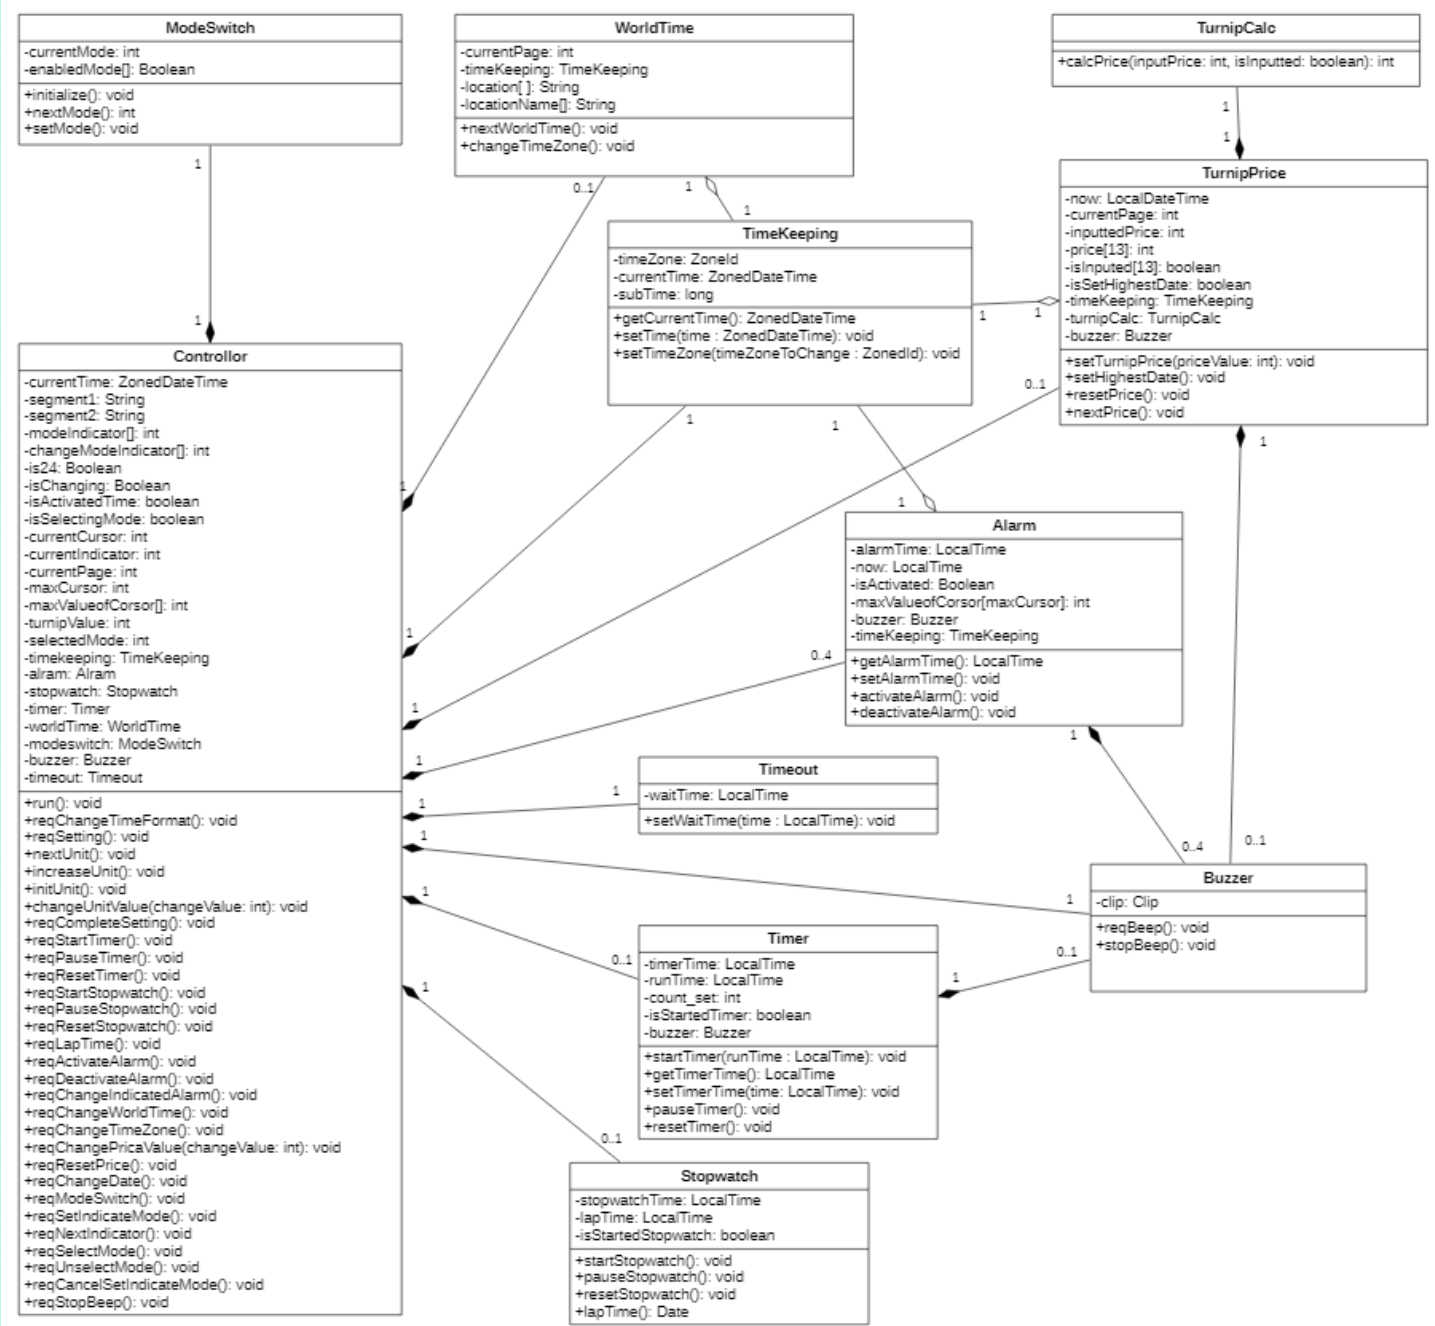 ModeSwitch
-currentMode: int
-enabledMode[]: Boolean
+initialize(): void
+nextMode(): int
+setMode(): void
1
1
WorldTime
-currentPage: int
-timeKeeping: TimeKeeping
-location[ ]: String
-locationName[]: String
+nextWorldTime(): void
+changeTimeZone(): void
0..1
1
1
1
TurnipCalc
+calcPrice(inputPrice: int, isInputted: boolean): int
1
1
TurnipPrice
-now: LocalDateTime
-currentPage: int
-inputtedPrice: int
-price[13]: int
-isInputed[13]: boolean
-isSetHighestDate: boolean
-timeKeeping: TimeKeeping
-turnipCalc: TurnipCalc
-buzzer: Buzzer
+setTurnipPrice(priceValue: int): void
+setHighestDate(): void
+resetPrice(): void
+nextPrice(): void
1
1
0..1
1
TimeKeeping
-timeZone: ZoneId
-currentTime: ZonedDateTime
-subTime: long
+getCurrentTime(): ZonedDateTime
+setTime(time : ZonedDateTime): void
+setTimeZone(timeZoneToChange : ZonedId): void
1
1
1
Controllor
-currentTime: ZonedDateTime
-segment1: String
-segment2: String
-modeIndicator[]: int
-changeModeIndicator[]: int
-is24: Boolean
-isChanging: Boolean
-isActivatedTime: boolean
-isSelectingMode: boolean
-currentCursor: int
-currentIndicator: int
-currentPage: int
-maxCursor: int
-maxValueofCorsor[]: int
-turnipValue: int
-selectedMode: int
-timekeeping: TimeKeeping
-alram: Alram
-stopwatch: Stopwatch
-timer: Timer
-worldTime: WorldTime
-modeswitch: ModeSwitch
-buzzer: Buzzer
-timeout: Timeout
+run(): void
+reqChangeTimeFormat(): void
+reqSetting(): void
+nextUnit(): void
+increaseUnit(): void
+initUnit(): void
+changeUnitValue(changeValue: int): void
+reqCompleteSetting(): void
+reqStartTimer(): void
+reqPauseTimer(): void
+reqResetTimer(): void
+reqStartStopwatch(): void
+reqPauseStopwatch(): void
+reqResetStopwatch(): void
+reqLapTime(): void
+reqActivateAlarm(): void
+reqDeactivateAlarm(): void
+reqChangeIndicatedAlarm(): void
+reqChangeWorldTime(): void
+reqChangeTimeZone(): void
+reqChangePricaValue(changeValue: int): void
+reqResetPrice(): void
+reqChangeDate(): void
+reqModeSwitch(): void
+reqSetIndicateMode(): void
+reqNextIndicator(): void
+reqSelectMode(): void
+reqUnselectMode(): void
+reqCancelSetIndicateMode(): void
+reqStopBeep(): void
1
1
1
1
1
1
1
Alarm
-alarmTime: LocalTime
-now: LocalTime
-isActivated: Boolean
-maxValueofCorsor[maxCursor]: int
-buzzer: Buzzer
-timeKeeping: TimeKeeping
+getAlarmTime(): LocalTime
+setAlarmTime(): void
+activateAlarm(): void
+deactivateAlarm(): void
0..4
1
Timeout
-waitTime: LocalTime
+setWaitTime(time : LocalTime): void
1
0..4
0..1
Buzzer
-clip: Clip
+reqBeep(): void
+stopBeep(): void
1
0..1
Timer
-timerTime: LocalTime
-runTime: LocalTime
-count_set: int
-isStartedTimer: boolean
-buzzer: Buzzer
+startTimer(runTime : LocalTime): void
+getTimerTime(): LocalTime
+setTimerTime(time: LocalTime): void
+pauseTimer(): void
+resetTimer(): void
0..1
1
Stopwatch
-stopwatchTime: LocalTime
-lapTime: LocalTime
-isStartedStopwatch: boolean
+startStopwatch(): void
+pauseStopwatch(): void
+resetStopwatch(): void
+lapTime(): Date
0..1